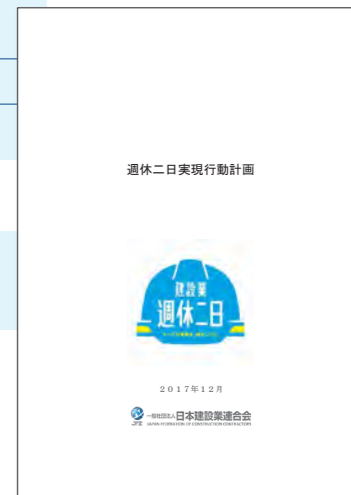 週休二日実現行動計画
建設業
週休二日
2017年12月
一般社団法人 日本建設業連合会
JAPAN FEDERATION OF CONSTRUCTION CONTRACTORS